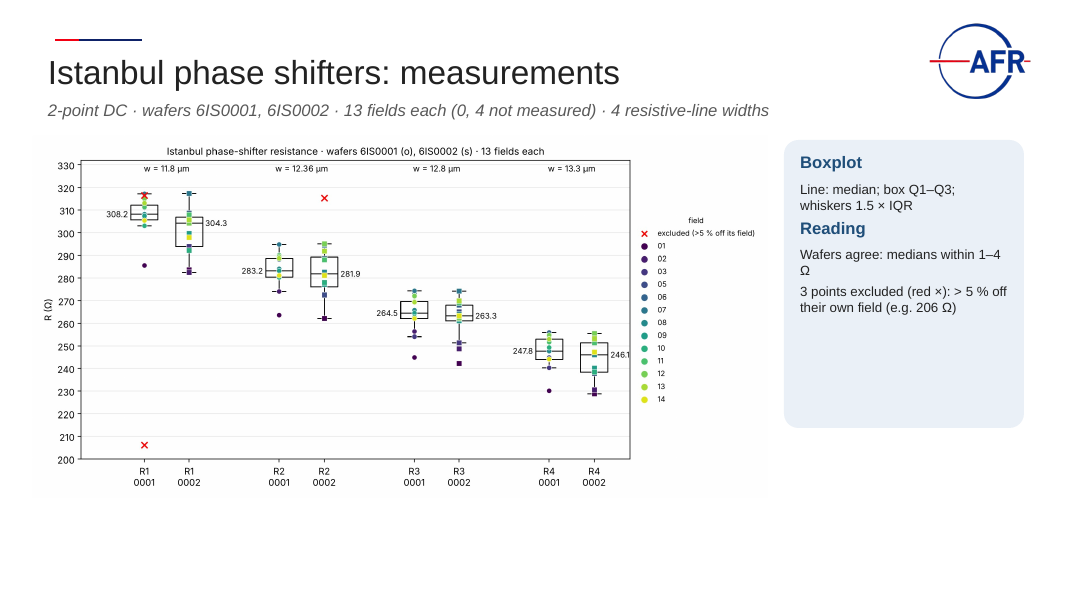 AFR
Istanbul phase shifters: measurements
2-point DC · wafers 6IS0001, 6IS0002 · 13 fields each (0, 4 not measured) · 4 resistive-line widths
Istanbul phase-shifter resistance · wafers 6IS0001 (o), 6IS0002 (s) · 13 fields each
w = 11.8 µm
w = 12.36 µm
w = 12.8 µm
w = 13.3 µm
R (Ω)
330
320
310
300
290
280
270
260
250
240
230
220
210
200
308.2
304.3
283.2
281.9
264.5
263.3
247.8
246.1
R1
0001
R1
0002
R2
0001
R2
0002
R3
0001
R3
0002
R4
0001
R4
0002
field
excluded (>5 % off its field)
01
02
03
05
06
07
08
09
10
11
12
13
14
Boxplot
Line: median; box Q1–Q3;
whiskers 1.5 × IQR
Reading
Wafers agree: medians within 1–4
Ω
3 points excluded (red ×): > 5 % off
their own field (e.g. 206 Ω)